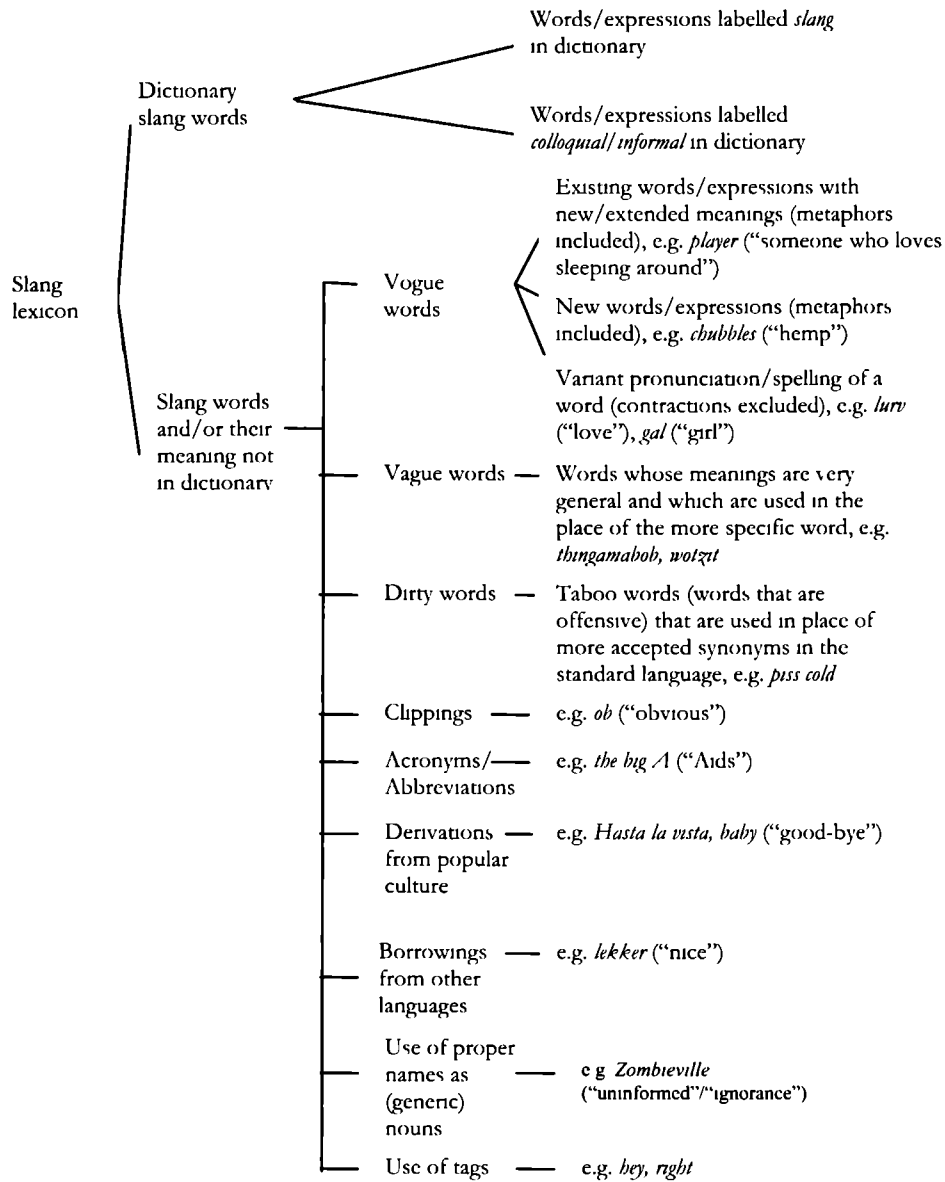 Words/expressions labelled slang
in dictionary
Dictionary
slang words
Words/expressions labelled
colloquial/informal in dictionary
Slang
lexicon
Slang words
and/or their
meaning not
in dictionary
Vogue
words
Existing words/expressions with
new/extended meanings (metaphors
included), e.g. player ("someone who loves
sleeping around")
New words/expressions (metaphors
included), e.g. chubbles ("hemp")
Variant pronunciation/spelling of a
word (contractions excluded), e.g. lurv
("love"), gal ("girl")
Vague words
Words whose meanings are very
general and which are used in the
place of the more specific word, e.g.
thingamabob, wotzit
Dirty words
Taboo words (words that are
offensive) that are used in place of
more accepted synonyms in the
standard language, e.g. piss cold
Clippings
e.g. ob ("obvious")
Acronyms/
Abbreviations
e.g. the big A ("Aids")
Derivations
from popular
culture
e.g. Hasta la vista, baby ("good-bye")
Borrowings
from other
languages
e.g. lekker ("nice")
Use of proper
names as
(generic)
nouns
e g Zombieville
("uninformed"/"ignorance")
Use of tags
e.g. hey, right